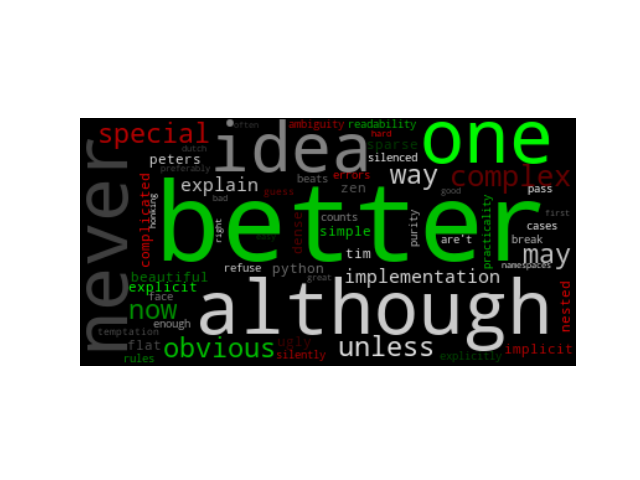 often ambiguity readability
special idea hard one
dutch sparse
peters silenced
preferably errors way complex
explain beats zen
never complicated guess good pass
honking bad better practicality
dense counts purity first
right simple cases
easy are't break
tim may
refuse python namespaces
beautiful great implementation
explicit
face although nested
now
enough
temptation
flat obvious ugly unless implicit
rules silently explicitly